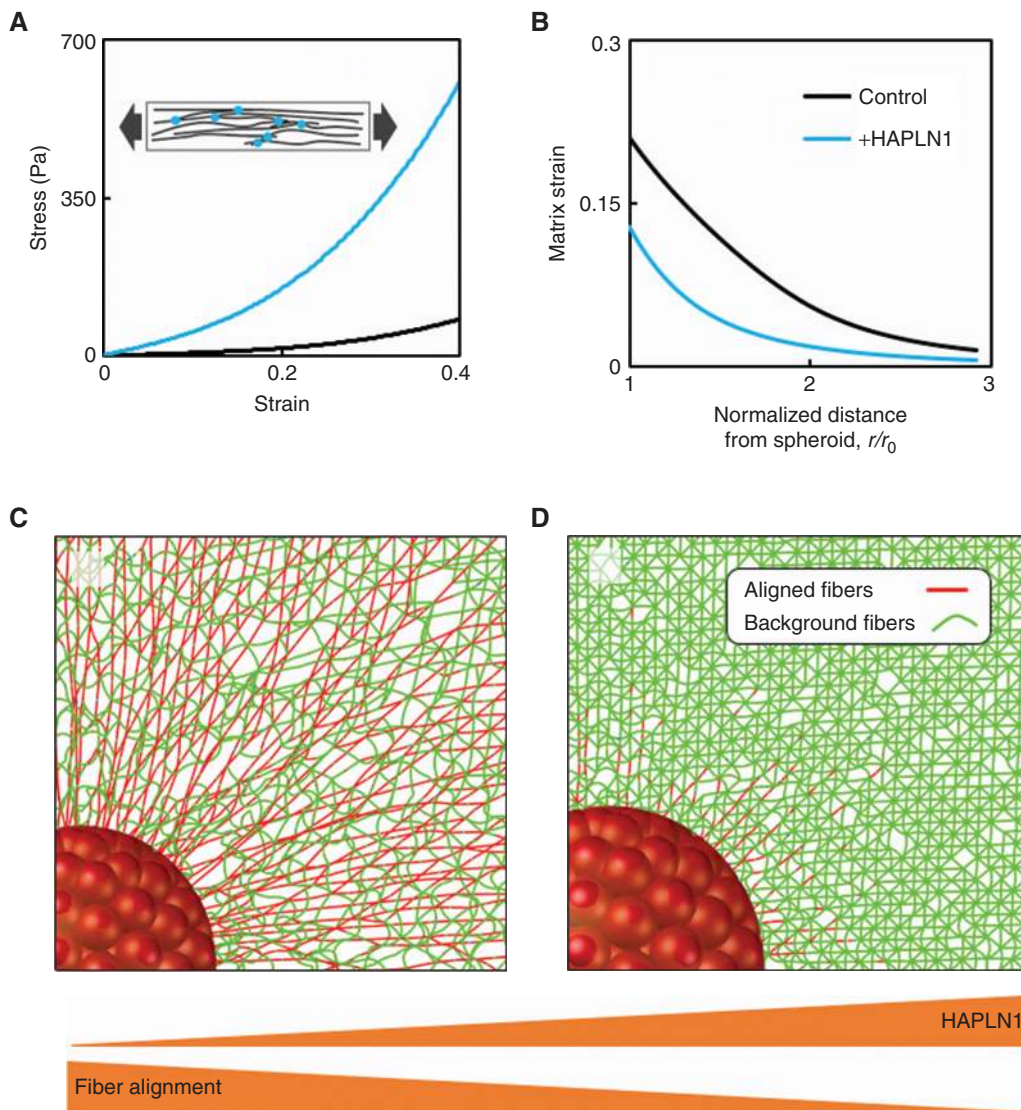 A
700
350
0
Stress (Pa)
0
0.2
0.4
Strain
B
0.3
0.15
0
Matrix strain
Control
+HAPLN1
1
2
3
Normalized distance
from spheroid, r/r0
C
D
Aligned fibers
Background fibers
HAPLN1
Fiber alignment